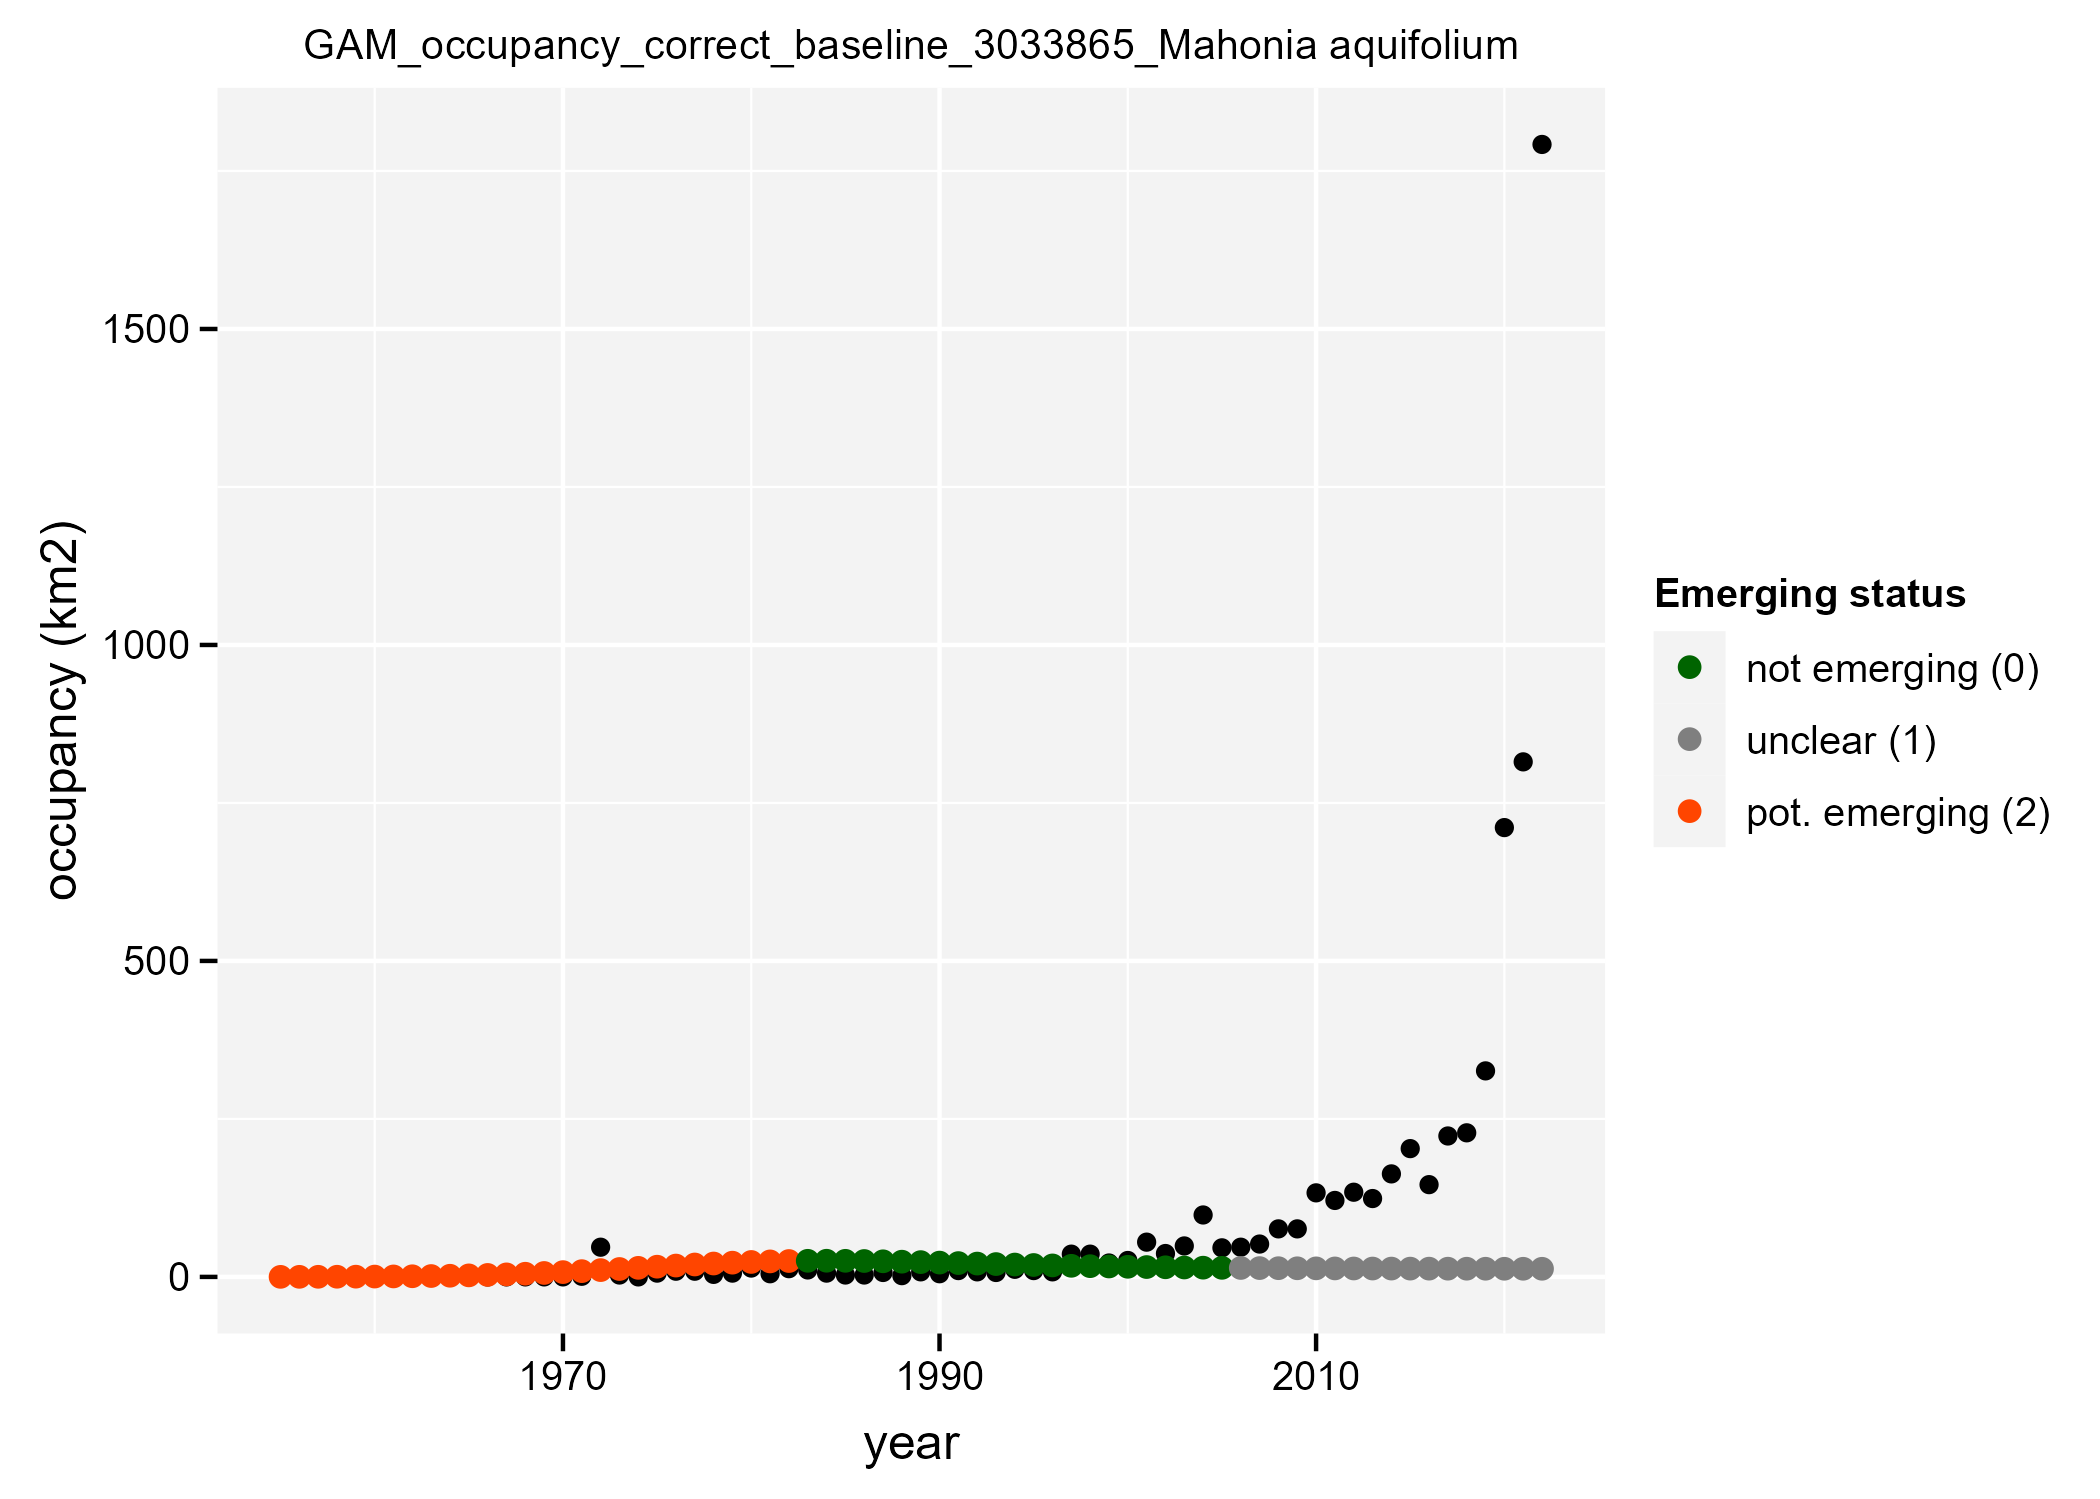 GAM_occupancy_correct_baseline_3033865_Mahonia aquifolium
occupancy (km2)
1500
1000
500
0
1970
1990
2010
year
Emerging status
not emerging (0)
unclear (1)
pot. emerging (2)